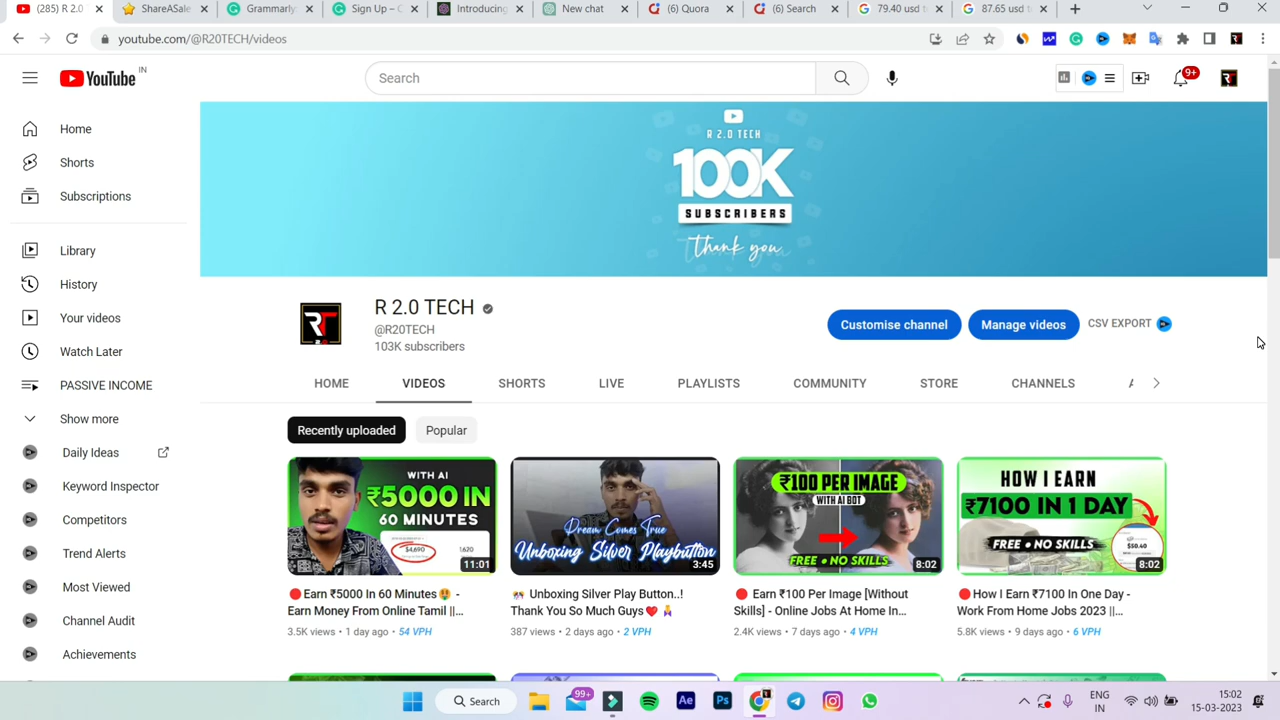 (285) R 2.0
ShareASale
Grammarly
Sign Up – G
Introducing
New chat
(6) Quora
(6) Search
79.40 usd t
87.65 usd t
youtube.com/@R20TECH/videos
YouTube IN
Search
9+
Home
Shorts
Subscriptions
Library
History
Your videos
Watch Later
PASSIVE INCOME
Show more
Daily Ideas
Keyword Inspector
Competitors
Trend Alerts
Most Viewed
Channel Audit
Achievements
R 2.0 TECH
100K
SUBSCRIBERS
Thank you
R 2.0 TECH
@R20TECH
103K subscribers
Customise channel
Manage videos
CSV EXPORT
HOME
VIDEOS
SHORTS
LIVE
PLAYLISTS
COMMUNITY
STORE
CHANNELS
Recently uploaded
Popular
WITH AI
₹5000 IN
60 MINUTES
$4,690
1,620
11:01
🔴Earn ₹5000 In 60 Minutes🤑 -
Earn Money From Online Tamil ||...
3.5K views • 1 day ago • 54 VPH
Dream Comes True
Unboxing Silver Playbutton
3:45
Unboxing Silver Play Button..!
Thank You So Much Guys❤️
387 views • 2 days ago • 2 VPH
₹100 PER IMAGE
WITH AI BOT
FREE • NO SKILLS
8:02
🔴 Earn ₹100 Per Image [Without
Skills] - Online Jobs At Home In...
2.4K views • 7 days ago • 4 VPH
HOW I EARN
₹7100 IN 1 DAY
FREE • NO SKILLS
$50.40
8:02
🔴How I Earn ₹7100 In One Day -
Work From Home Jobs 2023 ||...
5.8K views • 9 days ago • 6 VPH
Search
99+
Ae
Ps
ENG
IN
15:02
15-03-2023